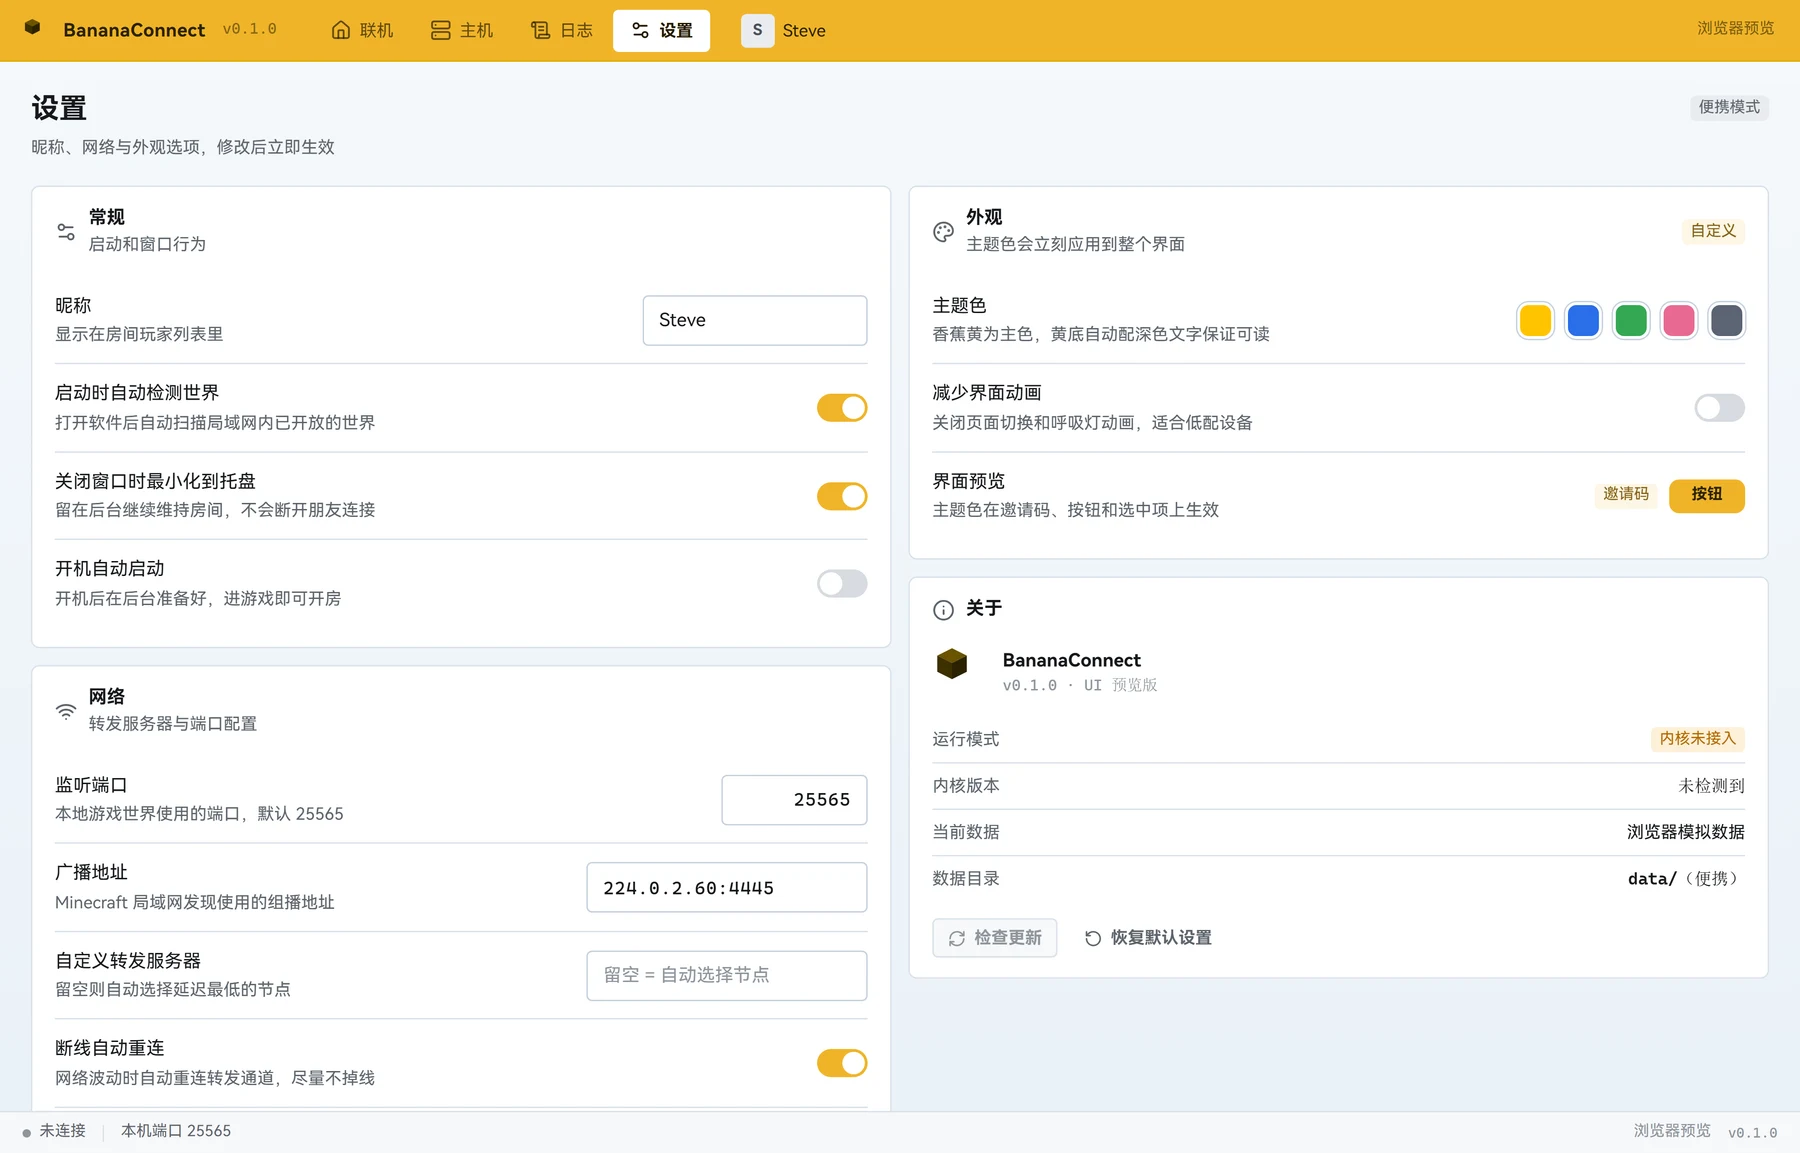 BananaConnect v0.1.0 联机 主机 日志 设置 S Steve 浏览器预览
设置
便携模式
昵称、网络与外观选项，修改后立即生效
常规
启动和窗口行为
昵称
显示在房间玩家列表里
Steve
启动时自动检测世界
打开软件后自动扫描局域网内已开放的世界
关闭窗口时最小化到托盘
留在后台继续维持房间，不会断开朋友连接
开机自动启动
开机后在后台准备好，进游戏即可开房
网络
转发服务器与端口配置
监听端口
本地游戏世界使用的端口，默认 25565
25565
广播地址
Minecraft 局域网发现使用的组播地址
224.0.2.60:4445
自定义转发服务器
留空则自动选择延迟最低的节点
留空 = 自动选择节点
断线自动重连
网络波动时自动重连转发通道，尽量不掉线
外观
主题色会立刻应用到整个界面
自定义
主题色
香蕉黄为主色，黄底自动配深色文字保证可读
减少界面动画
关闭页面切换和呼吸灯动画，适合低配设备
界面预览
主题色在邀请码、按钮和选中项上生效
邀请码 按钮
关于
BananaConnect
v0.1.0 · UI 预览版
运行模式 内核未接入
内核版本 未检测到
当前数据 浏览器模拟数据
数据目录 data/（便携）
检查更新 恢复默认设置
未连接 本机端口 25565 浏览器预览 v0.1.0